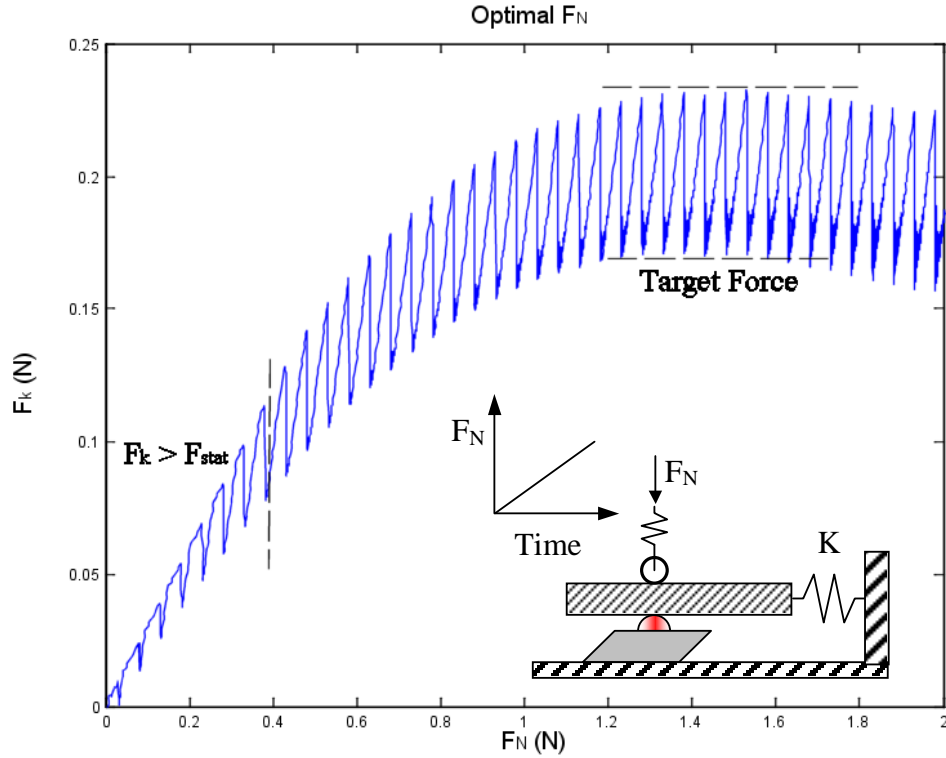 Optimal FN
0.25
0.2
0.15
0.1
0.05
0
Fk (N)
Target Force
Fk > Fstat
FN
Time
FN
K
0 0.2 0.4 0.6 0.8 1.0 1.2 1.4 1.6 1.8 2
FN (N)